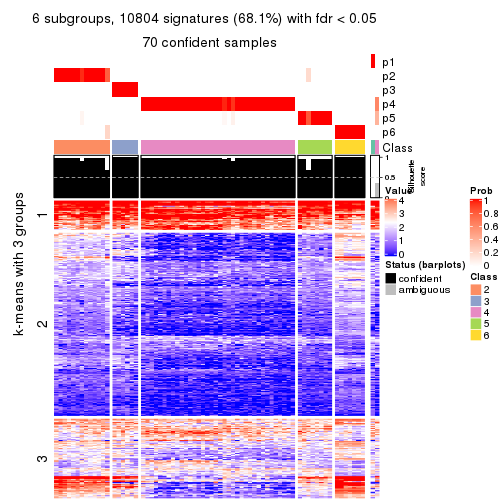 6 subgroups, 10804 signatures (68.1%) with fdr < 0.05
70 confident samples
p1
p2
p3
p4
p5
p6
Class
1
0.5
0
Silhouette
score
k-means with 3 groups
1
2
3
Value
4
3
2
1
0
Status (barplots)
confident
ambiguous
Prob
1
0.8
0.6
0.4
0.2
0
Class
2
3
4
5
6